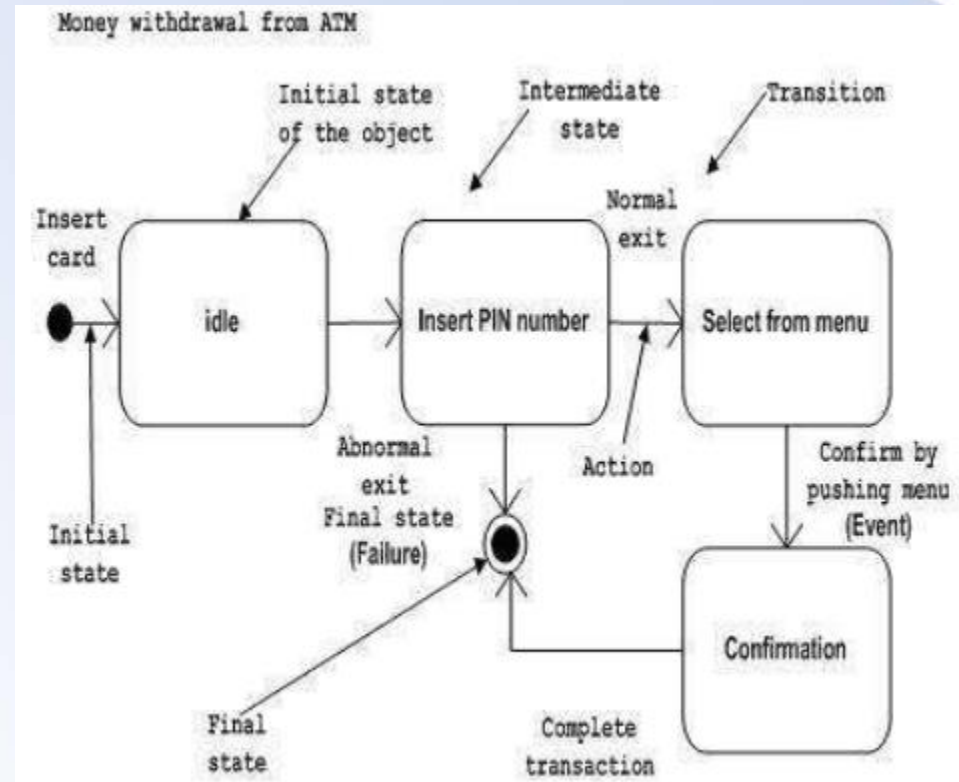 Money withdrawal from ATM
Initial state
of the object
Intermediate
state
Transition
Insert
card
Normal
exit
idle
Insert PIN number
Select from menu
Abnormal
exit
Final state
(Failure)
Action
Confirm by
pushing menu
(Event)
Initial
state
Confirmation
Final
state
Complete
transaction